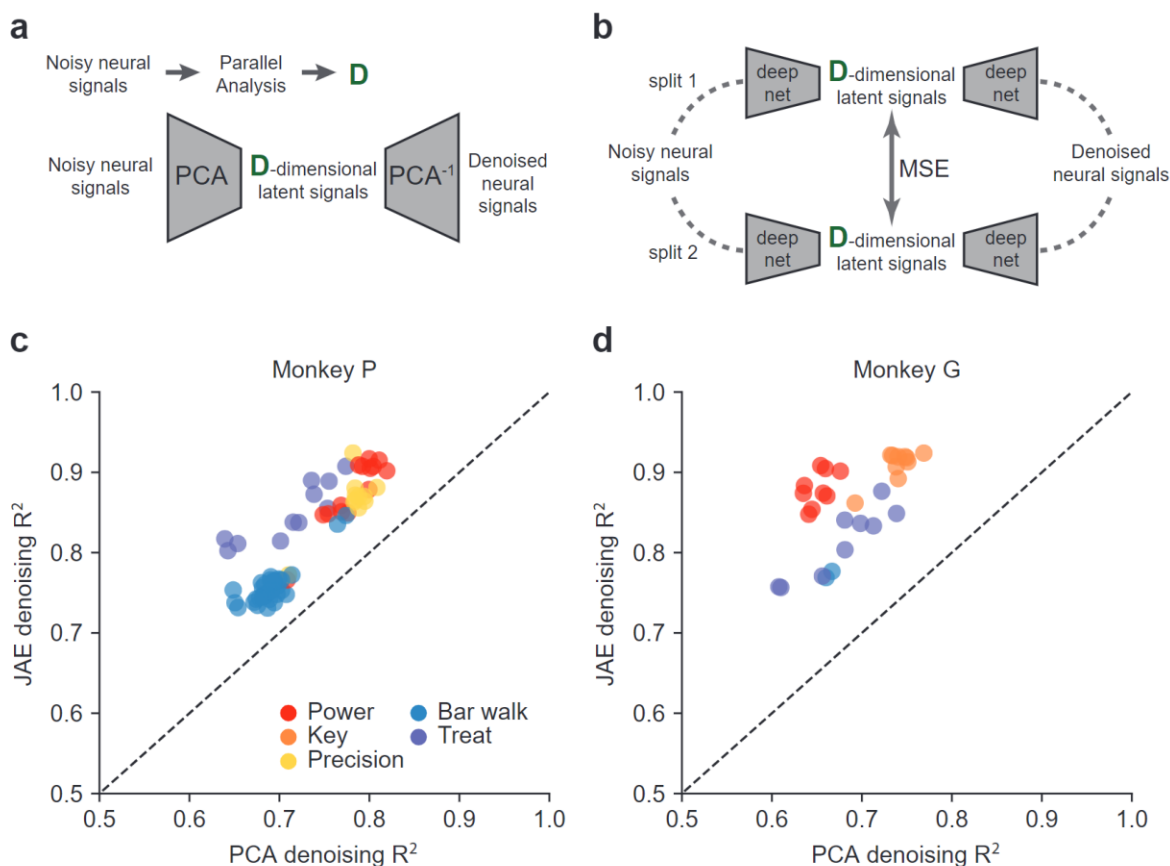 a
Noisy neural
signals
Parallel
Analysis
D
Noisy neural
signals
PCA
D-dimensional
latent signals
PCA⁻¹
Denoised
neural
signals
b
split 1
deep
net
D-dimensional
latent signals
deep
net
Noisy neural
signals
MSE
Denoised
neural signals
split 2
deep
net
D-dimensional
latent signals
deep
net
c
Monkey P
JAE denoising R²
1.0
0.9
0.8
0.7
0.6
0.5
Power
Key
Precision
Bar walk
Treat
0.5 0.6 0.7 0.8 0.9 1.0
PCA denoising R²
d
Monkey G
JAE denoising R²
1.0
0.9
0.8
0.7
0.6
0.5
0.5 0.6 0.7 0.8 0.9 1.0
PCA denoising R²